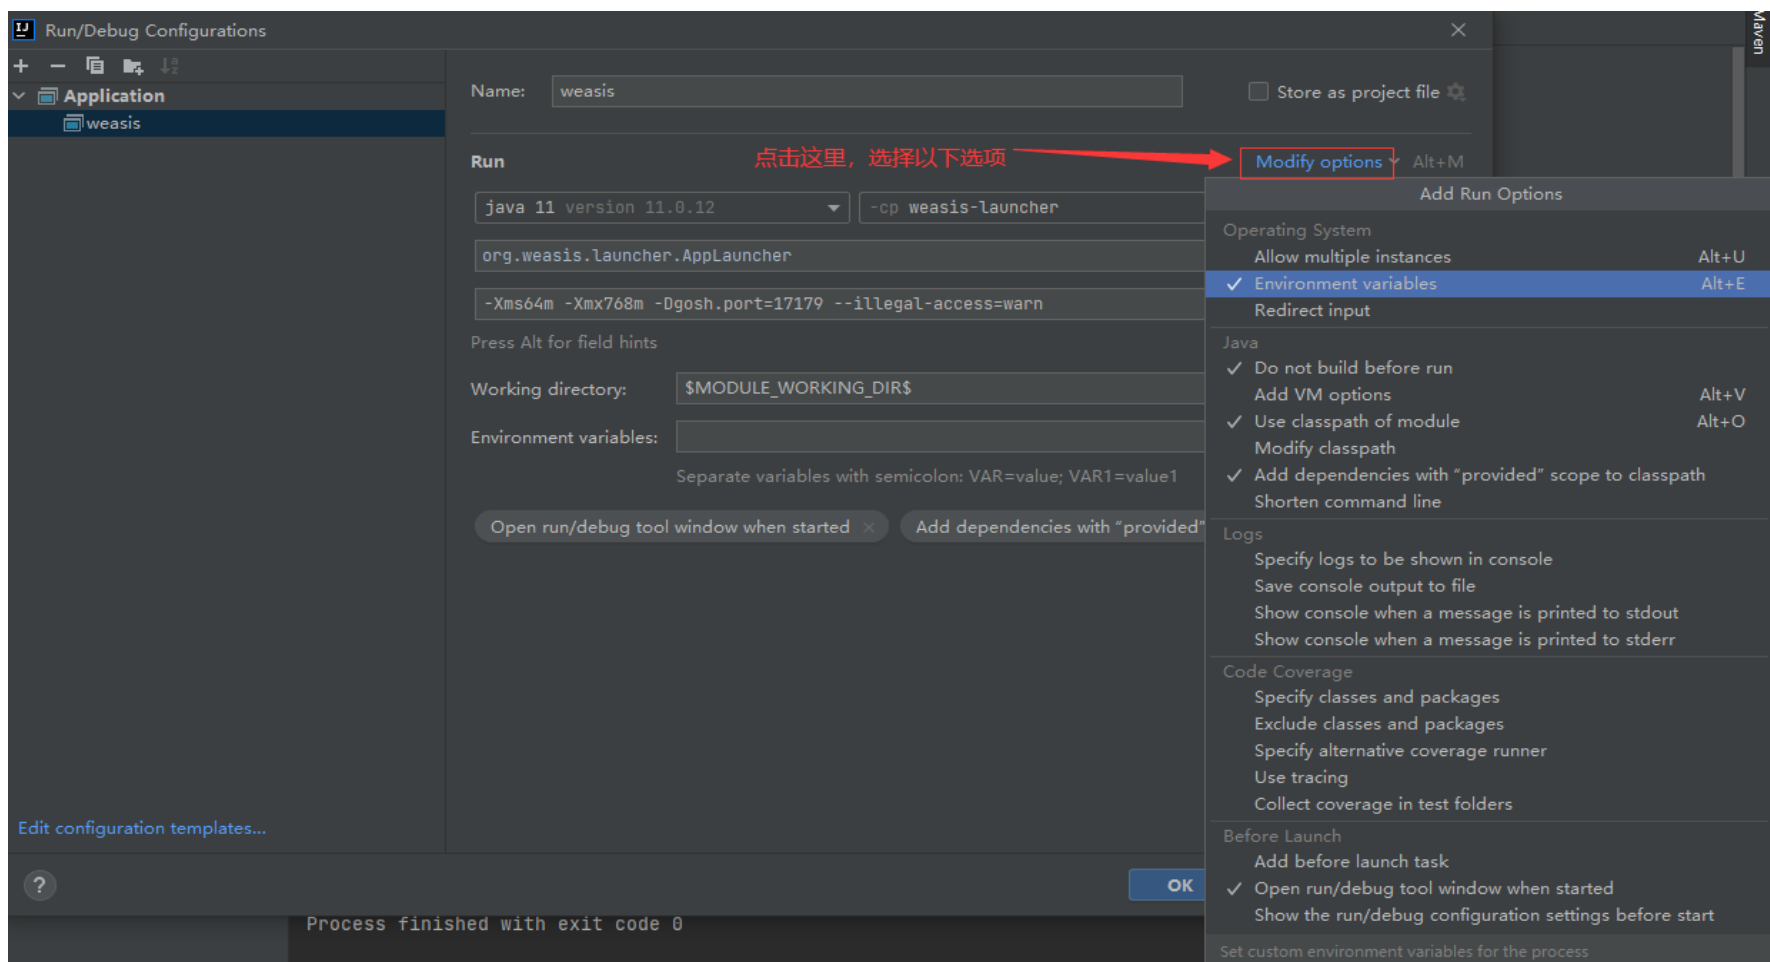 Run/Debug Configurations
Maven
Application
weasis
Name: weasis
Store as project file
Run
点击这里，选择以下选项
Modify options Alt+M
java 11 version 11.0.12
-cp weasis-launcher
org.weasis.launcher.AppLauncher
-Xms64m -Xmx768m -Dgosh.port=17179 --illegal-access=warn
Press Alt for field hints
Working directory: $MODULE_WORKING_DIR$
Environment variables:
Separate variables with semicolon: VAR=value; VAR1=value1
Open run/debug tool window when started ×
Add dependencies with “provided”
Add Run Options
Operating System
Allow multiple instances Alt+U
Environment variables Alt+E
Redirect input
Java
Do not build before run
Add VM options Alt+V
Use classpath of module Alt+O
Modify classpath
Add dependencies with “provided” scope to classpath
Shorten command line
Logs
Specify logs to be shown in console
Save console output to file
Show console when a message is printed to stdout
Show console when a message is printed to stderr
Code Coverage
Specify classes and packages
Exclude classes and packages
Specify alternative coverage runner
Use tracing
Collect coverage in test folders
Before Launch
Add before launch task
Open run/debug tool window when started
Show the run/debug configuration settings before start
Set custom environment variables for the process
Edit configuration templates...
?
OK
Process finished with exit code 0